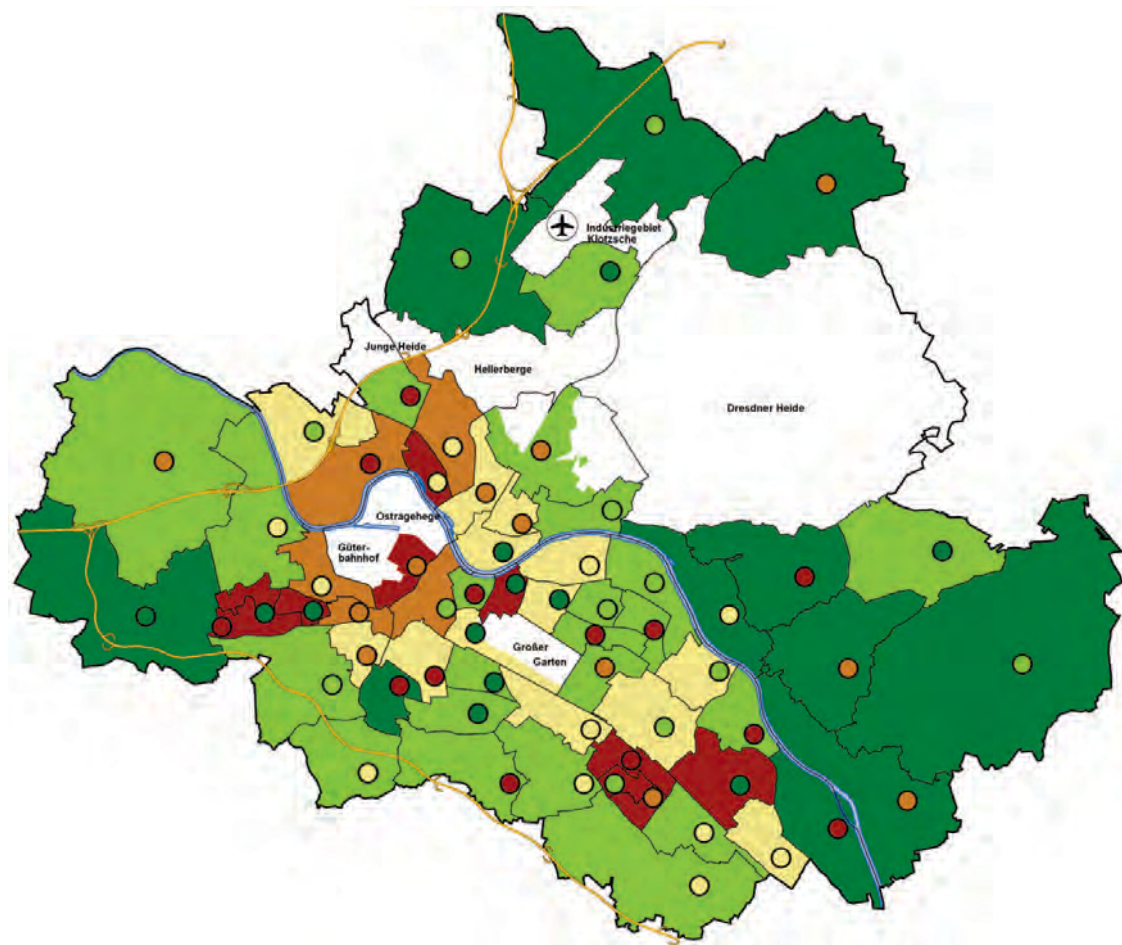 Industriegebiet
Klotzsche
Junge Heide
Hellerberge
Dresdner Heide
Ostragehege
Güter-
bahnhof
Großer
Garten